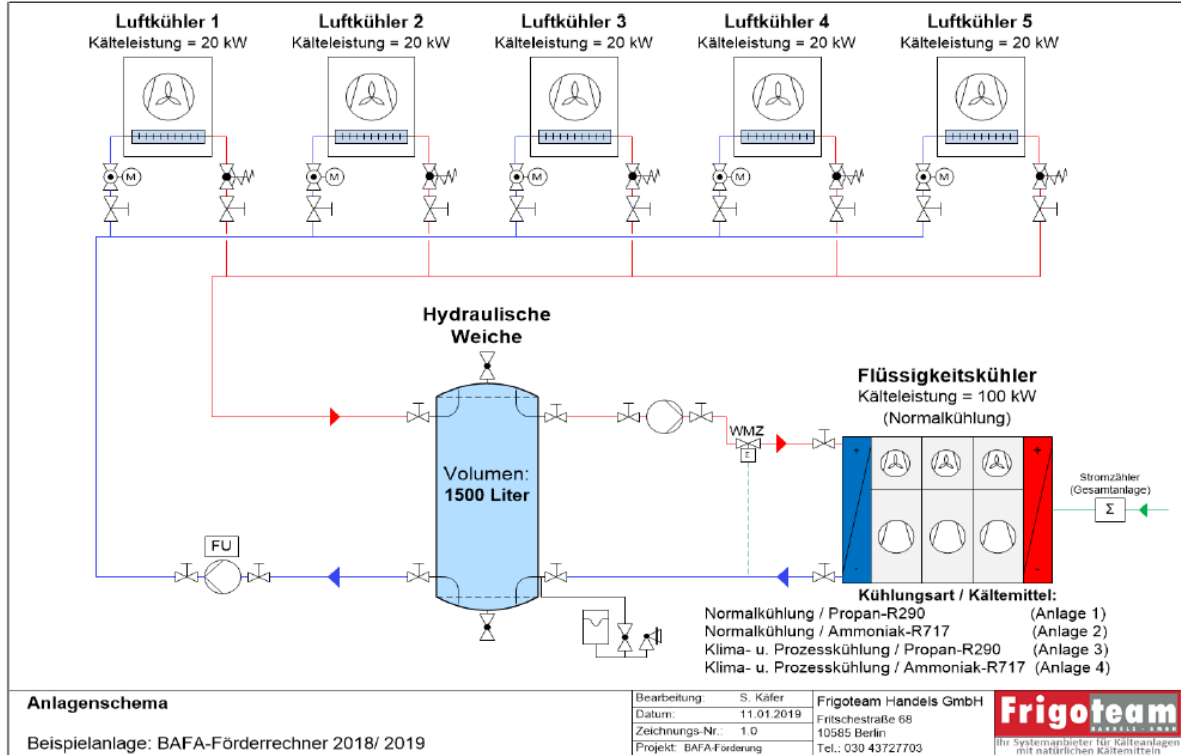 Luftkühler 1
Kälteleistung = 20 kW
Luftkühler 2
Kälteleistung = 20 kW
Luftkühler 3
Kälteleistung = 20 kW
Luftkühler 4
Kälteleistung = 20 kW
Luftkühler 5
Kälteleistung = 20 kW
M
M
M
M
M
Hydraulische
Weiche
Volumen:
1500 Liter
FU
WMZ
Σ
Flüssigkeitskühler
Kälteleistung = 100 kW
(Normalkühlung)
+
-
+
-
Stromzähler
(Gesamtanlage)
Σ
Kühlungsart / Kältemittel:
Normalkühlung / Propan-R290 (Anlage 1)
Normalkühlung / Ammoniak-R717 (Anlage 2)
Klima- u. Prozesskühlung / Propan-R290 (Anlage 3)
Klima- u. Prozesskühlung / Ammoniak-R717 (Anlage 4)
Anlagenschema
Beispielanlage: BAFA-Förderrechner 2018/ 2019
Bearbeitung: S. Käfer
Datum: 11.01.2019
Zeichnungs-Nr.: 1.0
Projekt: BAFA-Förderung
Frigoteam Handels GmbH
Fritschestraße 68
10585 Berlin
Tel.: 030 43727703
Frigoteam
HANDELS - GMBH
Ihr Systemanbieter für Kälteanlagen
mit natürlichen Kältemitteln